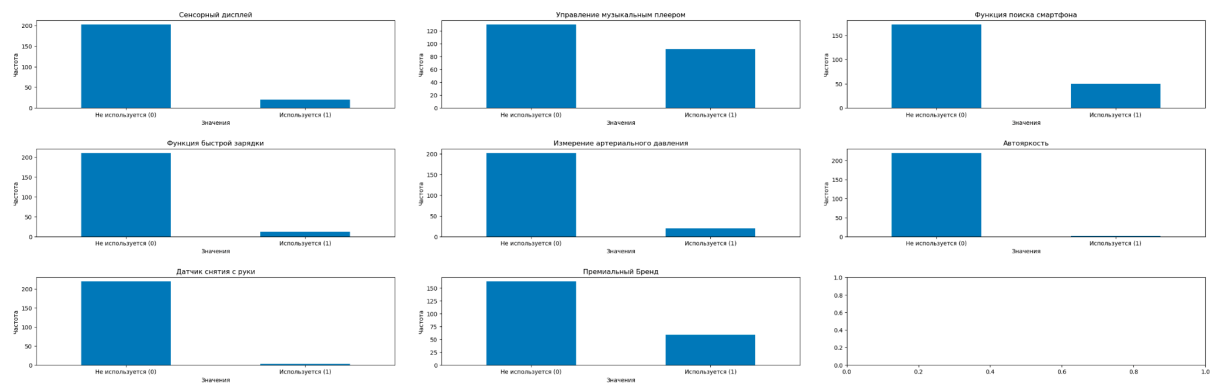 Сенсорный дисплей
Частота
200
150
100
50
0
Не используется (0) Используется (1)
Значения
Управление музыкальным плеером
Частота
120
100
80
60
40
20
0
Не используется (0) Используется (1)
Значения
Функция поиска смартфона
Частота
150
100
50
0
Не используется (0) Используется (1)
Значения
Функция быстрой зарядки
Частота
200
150
100
50
0
Не используется (0) Используется (1)
Значения
Измерение артериального давления
Частота
200
150
100
50
0
Не используется (0) Используется (1)
Значения
Автояркость
Частота
200
150
100
50
0
Не используется (0) Используется (1)
Значения
Датчик снятия с руки
Частота
200
150
100
50
0
Не используется (0) Используется (1)
Значения
Премиальный Бренд
Частота
150
125
100
75
50
25
0
Не используется (0) Используется (1)
Значения
1.0
0.8
0.6
0.4
0.2
0.0
0.0 0.2 0.4 0.6 0.8 1.0